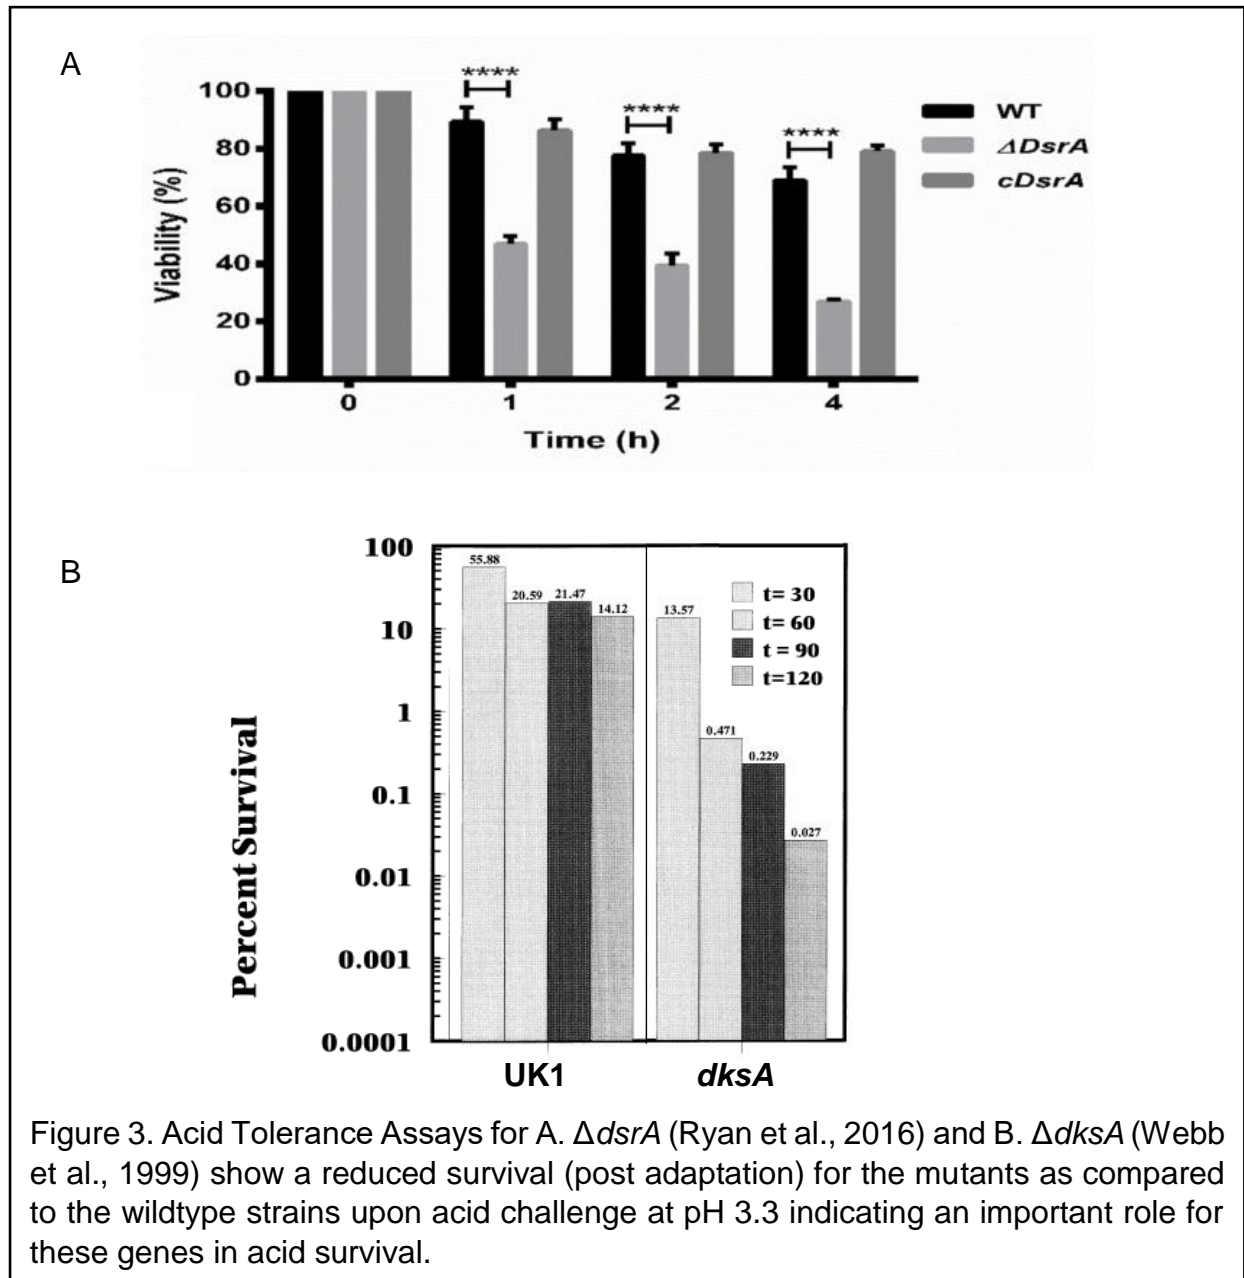 A
****
****
****
100
80
60
40
20
0
Viability (%)
0 1 2 4
Time (h)
WT
ΔDsrA
cDsrA
B
100
10
1
0.1
0.01
0.001
0.0001
Percent Survival
55.88
20.59
21.47
14.12
13.57
0.471
0.229
0.027
t= 30
t= 60
t = 90
t=120
UK1 dksA
Figure 3. Acid Tolerance Assays for A. ΔdsrA (Ryan et al., 2016) and B. ΔdksA (Webb
et al., 1999) show a reduced survival (post adaptation) for the mutants as compared
to the wildtype strains upon acid challenge at pH 3.3 indicating an important role for
these genes in acid survival.